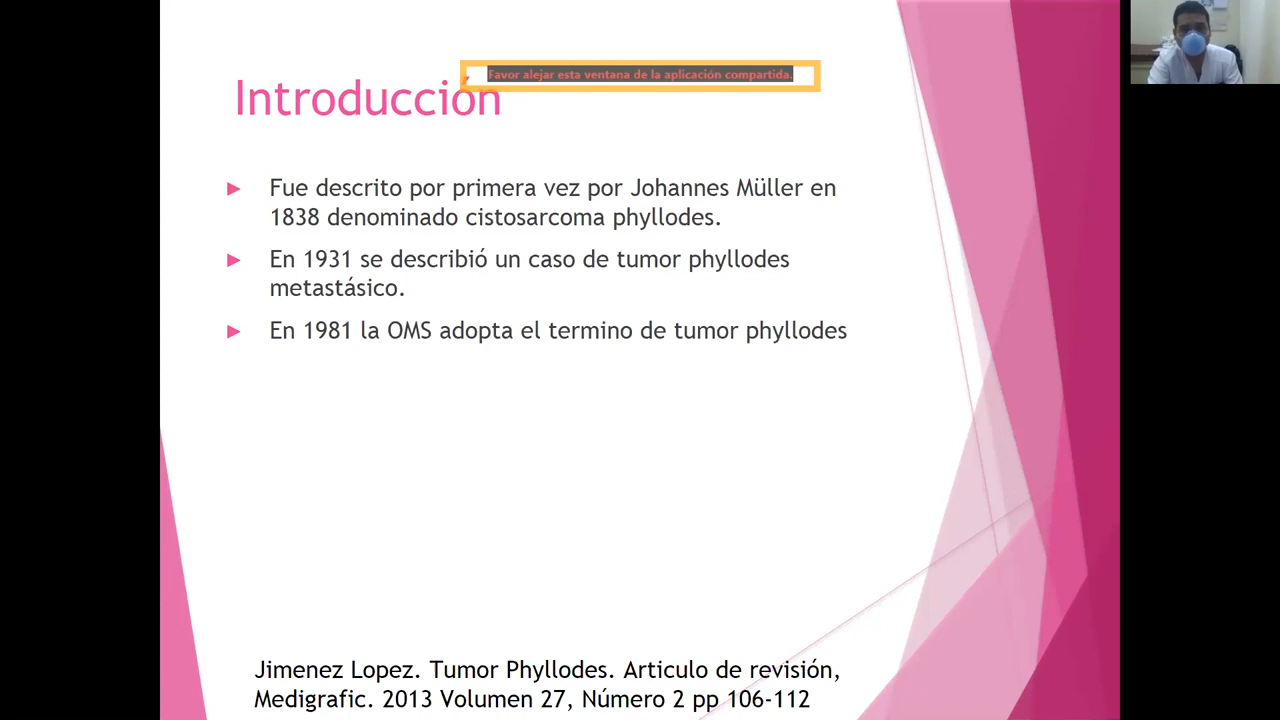 Favor alejar esta ventana de la aplicación compartida.
Introducción
Fue descrito por primera vez por Johannes Müller en
1838 denominado cistosarcoma phyllodes.
En 1931 se describió un caso de tumor phyllodes
metastásico.
En 1981 la OMS adopta el termino de tumor phyllodes
Jimenez Lopez. Tumor Phyllodes. Articulo de revisión,
Medigrafic. 2013 Volumen 27, Número 2 pp 106-112